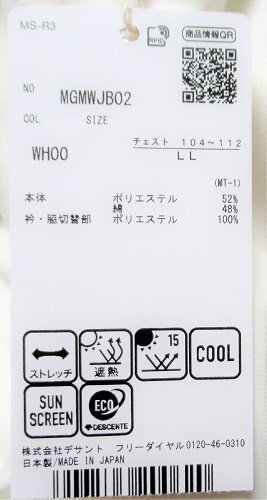 MS-R3
RFID
商品情報QR
NO. MGMWJB02
COL. SIZE
チェスト 104〜112
WH00 LL
(MT-1)
本体 ポリエステル 52%
綿 48%
衿・脇切替部 ポリエステル 100%
ストレッチ
遮熱
15
COOL
SUN
SCREEN
ECO
DESCENTE
株式会社デサント フリーダイヤル0120-46-0310
日本製/MADE IN JAPAN